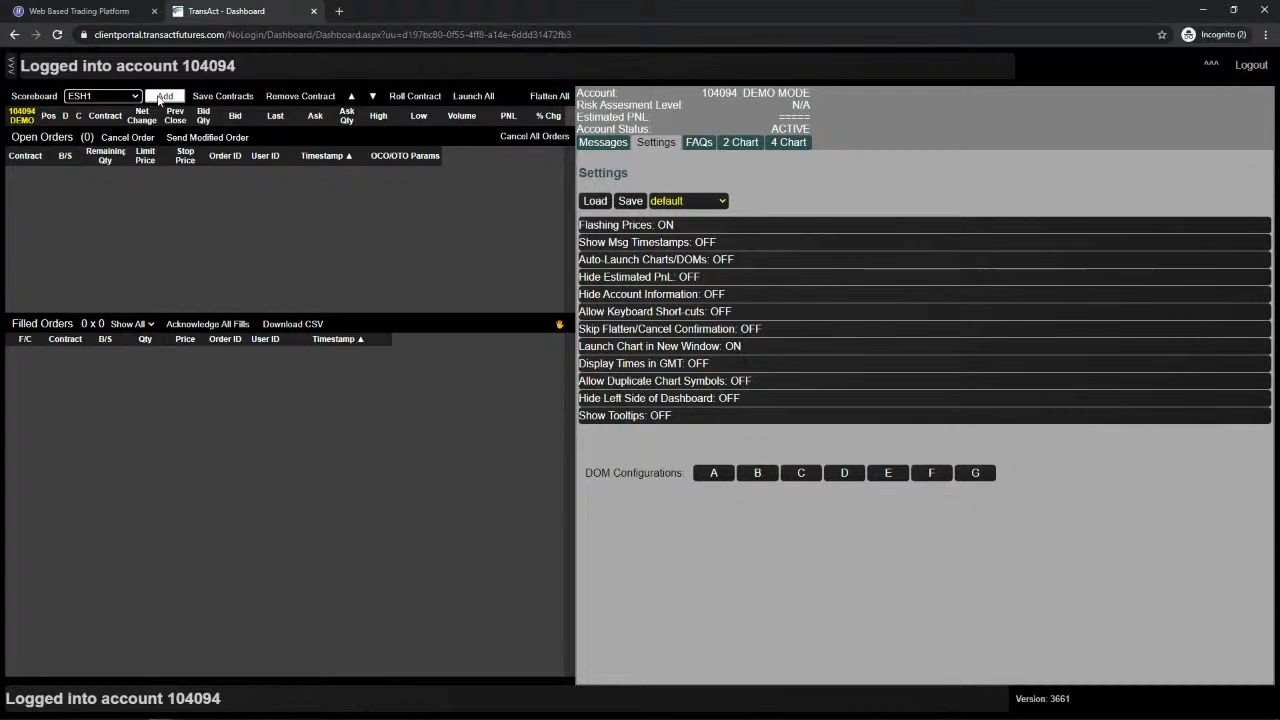 Web Based Trading Platform
TransAct - Dashboard
clientportal.transactfutures.com/NoLogin/Dashboard/Dashboard.aspx?uu=d197bc80-0f55-4ff8-a14e-6ddd31472fb3
Incognito (2)
Logged into account 104094
^^^ Logout
Scoreboard ESH1 Add Save Contracts Remove Contract ▲ ▼ Roll Contract Launch All Flatten All
104094 DEMO Pos D C Contract Net Change Prev Close Bid Qty Bid Last Ask Ask Qty High Low Volume PNL % Chg
Open Orders (0) Cancel Order Send Modified Order Cancel All Orders
Contract B/S Remaining Qty Limit Price Stop Price Order ID User ID Timestamp ▲ OCO/OTO Params
Filled Orders 0 x 0 Show All Acknowledge All Fills Download CSV
F/C Contract B/S Qty Price Order ID User ID Timestamp ▲
Account: 104094 DEMO MODE
Risk Assesment Level: N/A
Estimated PNL: =====
Account Status: ACTIVE
Messages Settings FAQs 2 Chart 4 Chart
Settings
Load Save default
Flashing Prices: ON
Show Msg Timestamps: OFF
Auto-Launch Charts/DOMs: OFF
Hide Estimated PnL: OFF
Hide Account Information: OFF
Allow Keyboard Short-cuts: OFF
Skip Flatten/Cancel Confirmation: OFF
Launch Chart in New Window: ON
Display Times in GMT: OFF
Allow Duplicate Chart Symbols: OFF
Hide Left Side of Dashboard: OFF
Show Tooltips: OFF
DOM Configurations: A B C D E F G
Logged into account 104094
Version: 3661